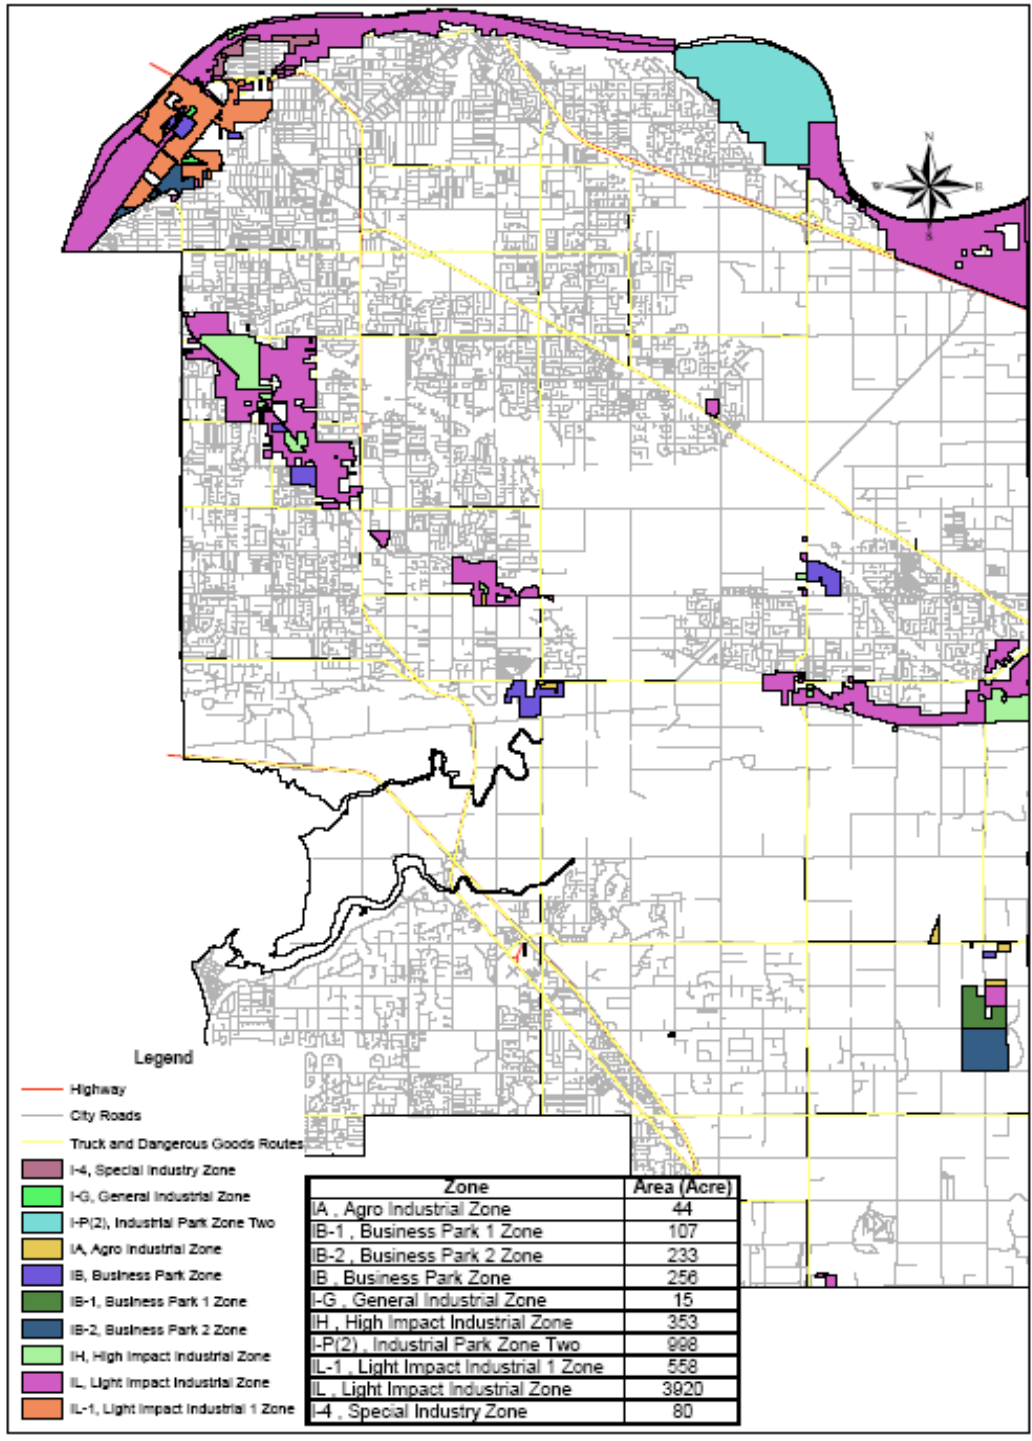 N
W
E
S
Legend
Highway
City Roads
Truck and Dangerous Goods Routes
I-4, Special Industry Zone
I-G, General Industrial Zone
I-P(2), Industrial Park Zone Two
IA, Agro Industrial Zone
IB, Business Park Zone
IB-1, Business Park 1 Zone
IB-2, Business Park 2 Zone
IH, High Impact Industrial Zone
IL, Light Impact Industrial Zone
IL-1, Light Impact Industrial 1 Zone
Zone Area (Acre)
IA , Agro Industrial Zone 44
IB-1 , Business Park 1 Zone 107
IB-2 , Business Park 2 Zone 233
IB , Business Park Zone 256
I-G , General Industrial Zone 15
IH , High Impact Industrial Zone 353
I-P(2) , Industrial Park Zone Two 998
IL-1 , Light Impact Industrial 1 Zone 558
IL , Light Impact Industrial Zone 3920
I-4 , Special Industry Zone 80